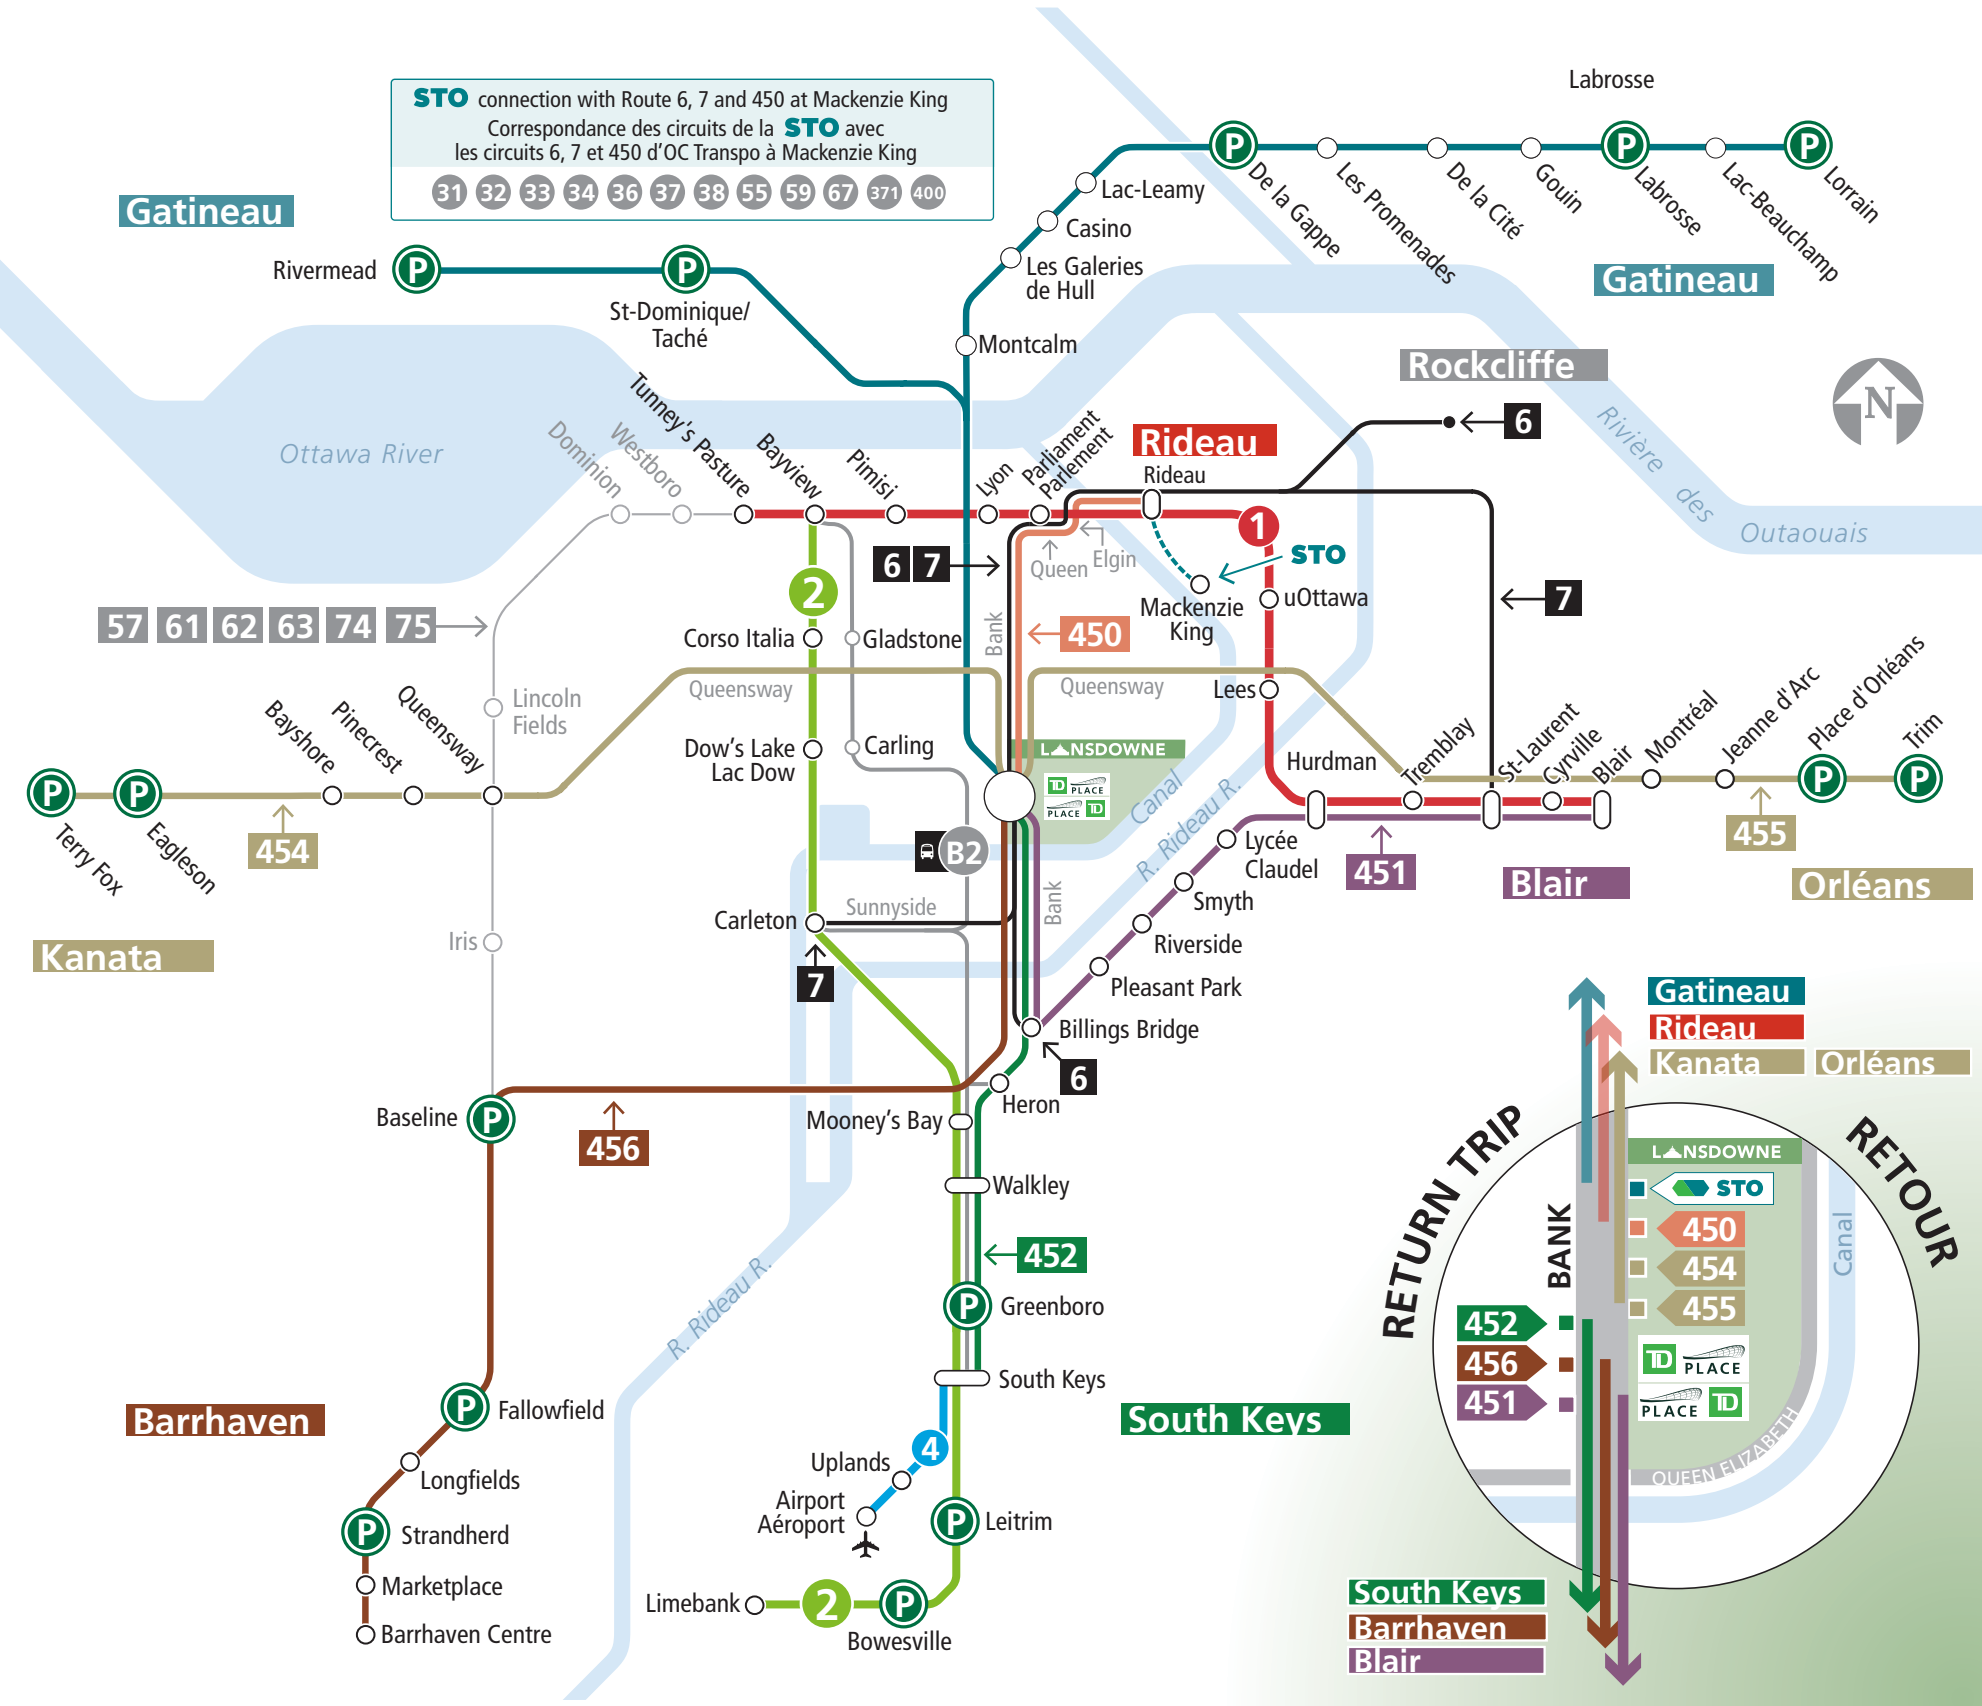 Labrosse
STO connection with Route 6, 7 and 450 at Mackenzie King
Correspondance des circuits de la STO avec
les circuits 6, 7 et 450 d'OC Transpo à Mackenzie King
31 32 33 34 36 37 38 55 59 67 371 400
Gatineau
P
P
P
De la Gappe
Les Promenades
De la Cité
Gouin
Labrosse
Lac-Beauchamp
Lorrain
Lac-Leamy
Casino
Les Galeries
de Hull
Gatineau
Rivermead
P
P
St-Dominique/
Taché
Montcalm
Rockcliffe
N
Rivière
des
Outaouais
Ottawa River
Dominion
Westboro
Tunney's Pasture
Bayview
Pimisi
Lyon
Parliament
Parlement
Rideau
Rideau
6
1
6 7
Queen
Elgin
STO
2
57 61 62 63 74 75
Mackenzie
King
uOttawa
7
Corso Italia
Gladstone
Bank
450
Queensway
Queensway
Lees
Lincoln
Fields
Bayshore
Pinecrest
Queensway
Dow's Lake
Lac Dow
Carling
LANSDOWNE
TD PLACE
PLACE TD
Canal
R. Rideau R.
Hurdman
Tremblay
St-Laurent
Cyrville
Blair
Montréal
Jeanne d'Arc
Place d'Orléans
Trim
P
P
P
P
Terry Fox
Eagleson
454
B2
Lycée
Claudel
451
455
Blair
Orléans
Smyth
Carleton
Sunnyside
Bank
Riverside
Kanata
Iris
7
Pleasant Park
Billings Bridge
6
Heron
Baseline
P
456
Mooney's Bay
Walkley
452
R. Rideau R.
P
Greenboro
South Keys
South Keys
Barrhaven
P
Fallowfield
Longfields
P
Strandherd
Marketplace
Barrhaven Centre
4
Uplands
Airport
Aéroport
P
Leitrim
Limebank
2
P
Bowesville
Gatineau
Rideau
Kanata Orléans
RETURN TRIP
RETOUR
BANK
LANSDOWNE
STO
450
454
455
Canal
452
456
451
TD PLACE
PLACE TD
QUEEN ELIZABETH
South Keys
Barrhaven
Blair